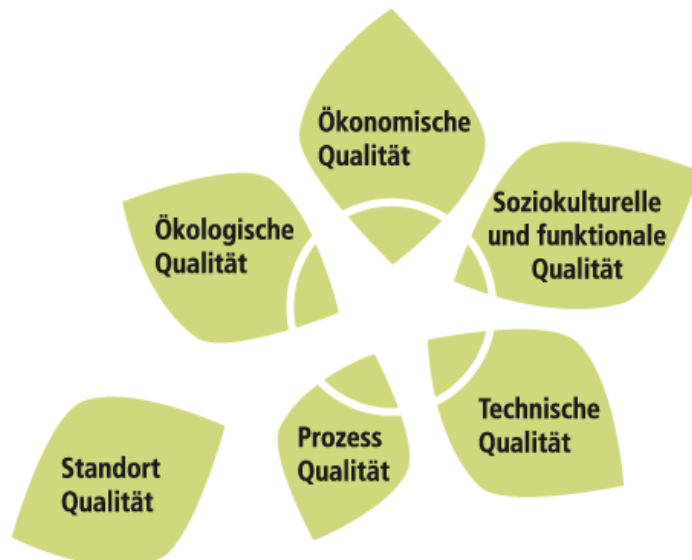 Ökonomische
Qualität
Soziokulturelle
und funktionale
Qualität
Ökologische
Qualität
Technische
Qualität
Prozess
Qualität
Standort
Qualität